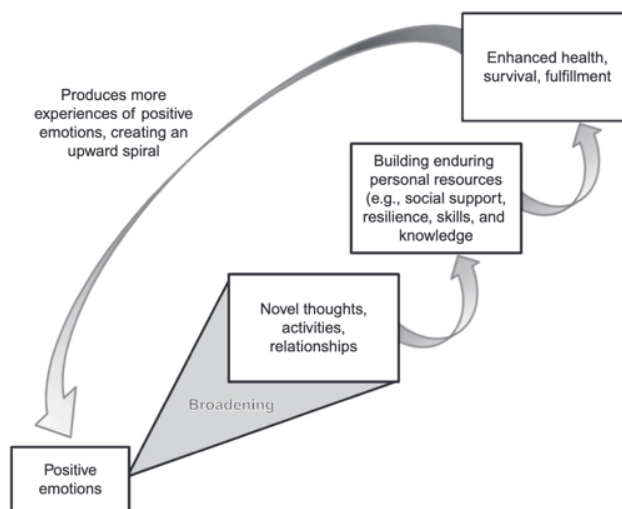 Enhanced health,
survival, fulfillment
Produces more
experiences of positive
emotions, creating an
upward spiral
Building enduring
personal resources
(e.g., social support,
resilience, skills, and
knowledge
Novel thoughts,
activities,
relationships
Broadening
Positive
emotions